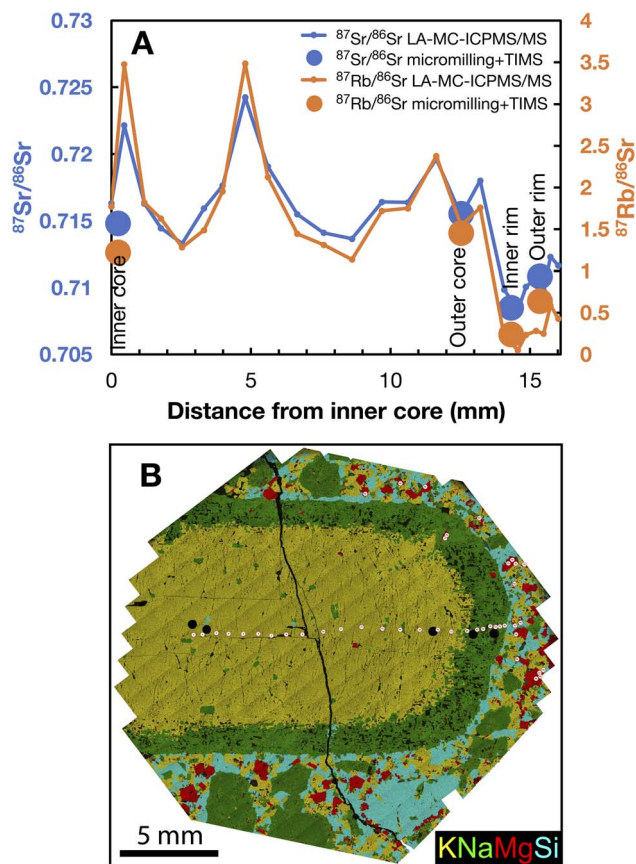 0.73
0.725
0.72
0.715
0.71
0.705
⁸⁷Sr/⁸⁶Sr
A
⁸⁷Sr/⁸⁶Sr LA-MC-ICPMS/MS
⁸⁷Sr/⁸⁶Sr micromilling+TIMS
⁸⁷Rb/⁸⁶Sr LA-MC-ICPMS/MS
⁸⁷Rb/⁸⁶Sr micromilling+TIMS
4
3.5
3
2.5
2
1.5
1
0.5
0
⁸⁷Rb/⁸⁶Sr
Inner core
Outer core
Inner rim
Outer rim
0 5 10 15
Distance from inner core (mm)
B
5 mm
KNaMgSi